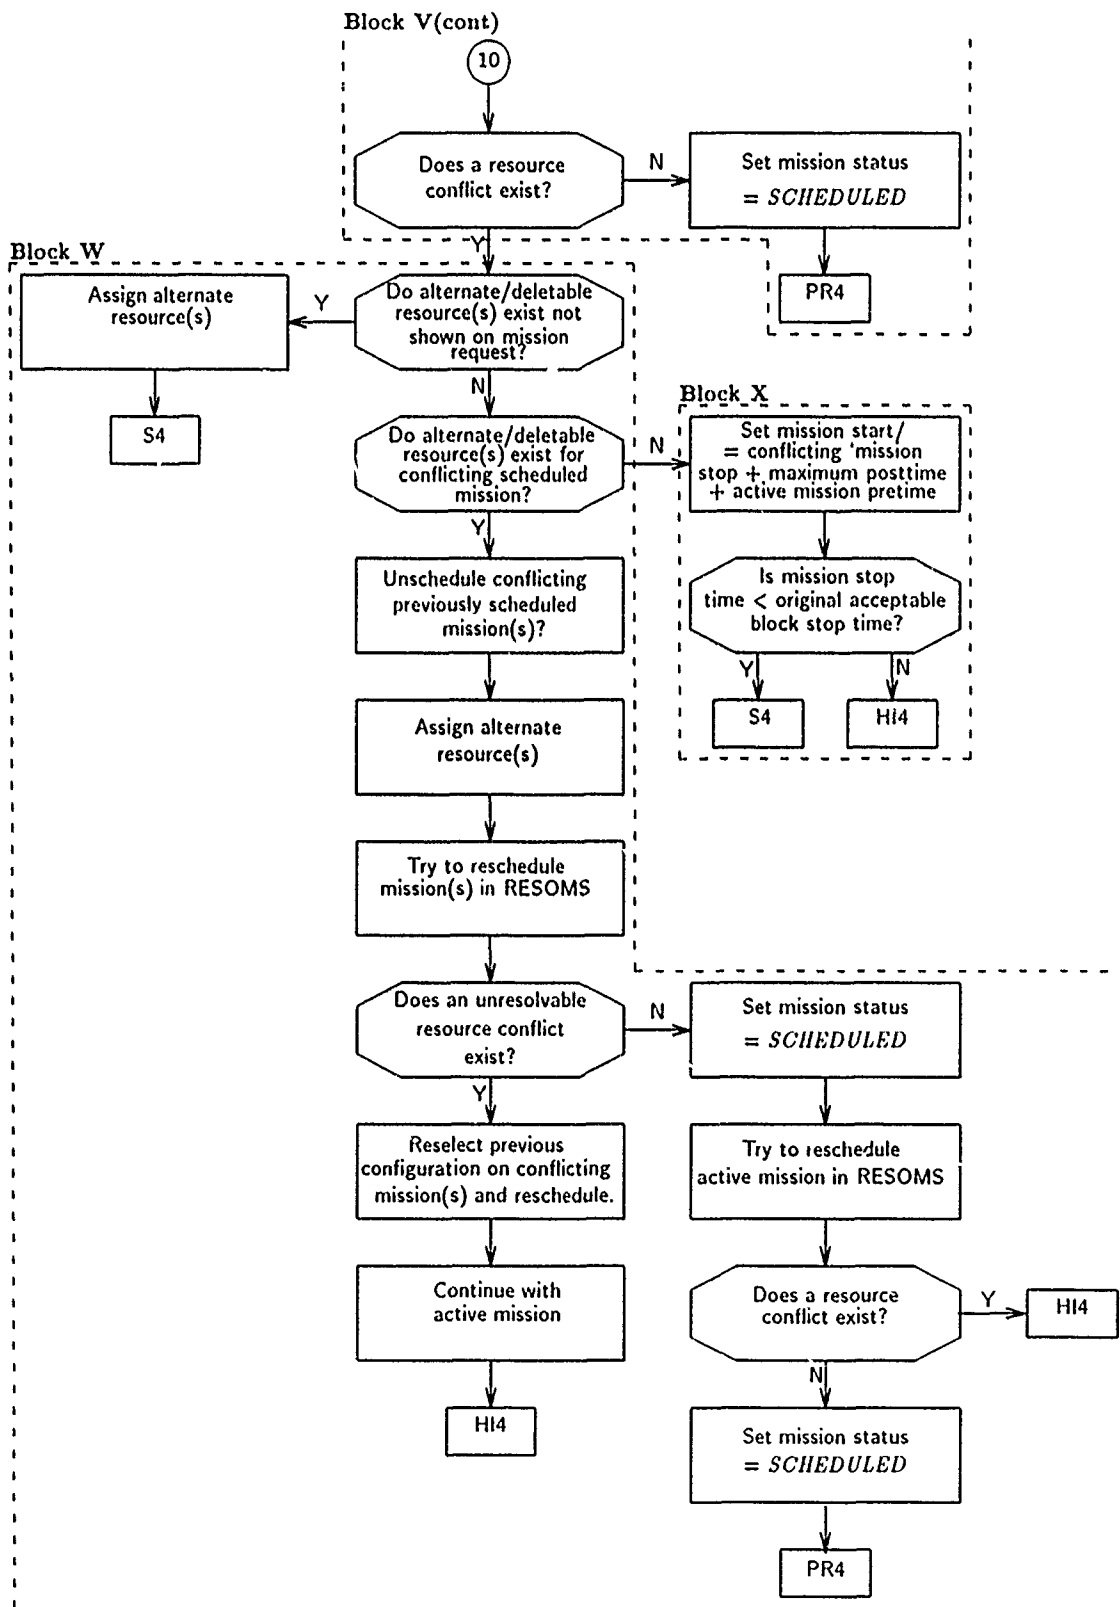 Block V(cont)
10
Does a resource
conflict exist?
N
Set mission status
= SCHEDULED
Y
PR4
Block W
Assign alternate
resource(s)
Y
Do alternate/deletable
resource(s) exist not
shown on mission
request?
S4
N
Block X
Do alternate/deletable
resource(s) exist for
conflicting scheduled
mission?
N
Set mission start/
= conflicting 'mission
stop + maximum posttime
+ active mission pretime
Y
Unschedule conflicting
previously scheduled
mission(s)?
Is mission stop
time < original acceptable
block stop time?
Y
N
S4
HI4
Assign alternate
resource(s)
Try to reschedule
mission(s) in RESOMS
Does an unresolvable
resource conflict
exist?
N
Set mission status
= SCHEDULED
Y
Reselect previous
configuration on conflicting
mission(s) and reschedule.
Try to reschedule
active mission in RESOMS
Continue with
active mission
Does a resource
conflict exist?
Y
HI4
HI4
N
Set mission status
= SCHEDULED
PR4